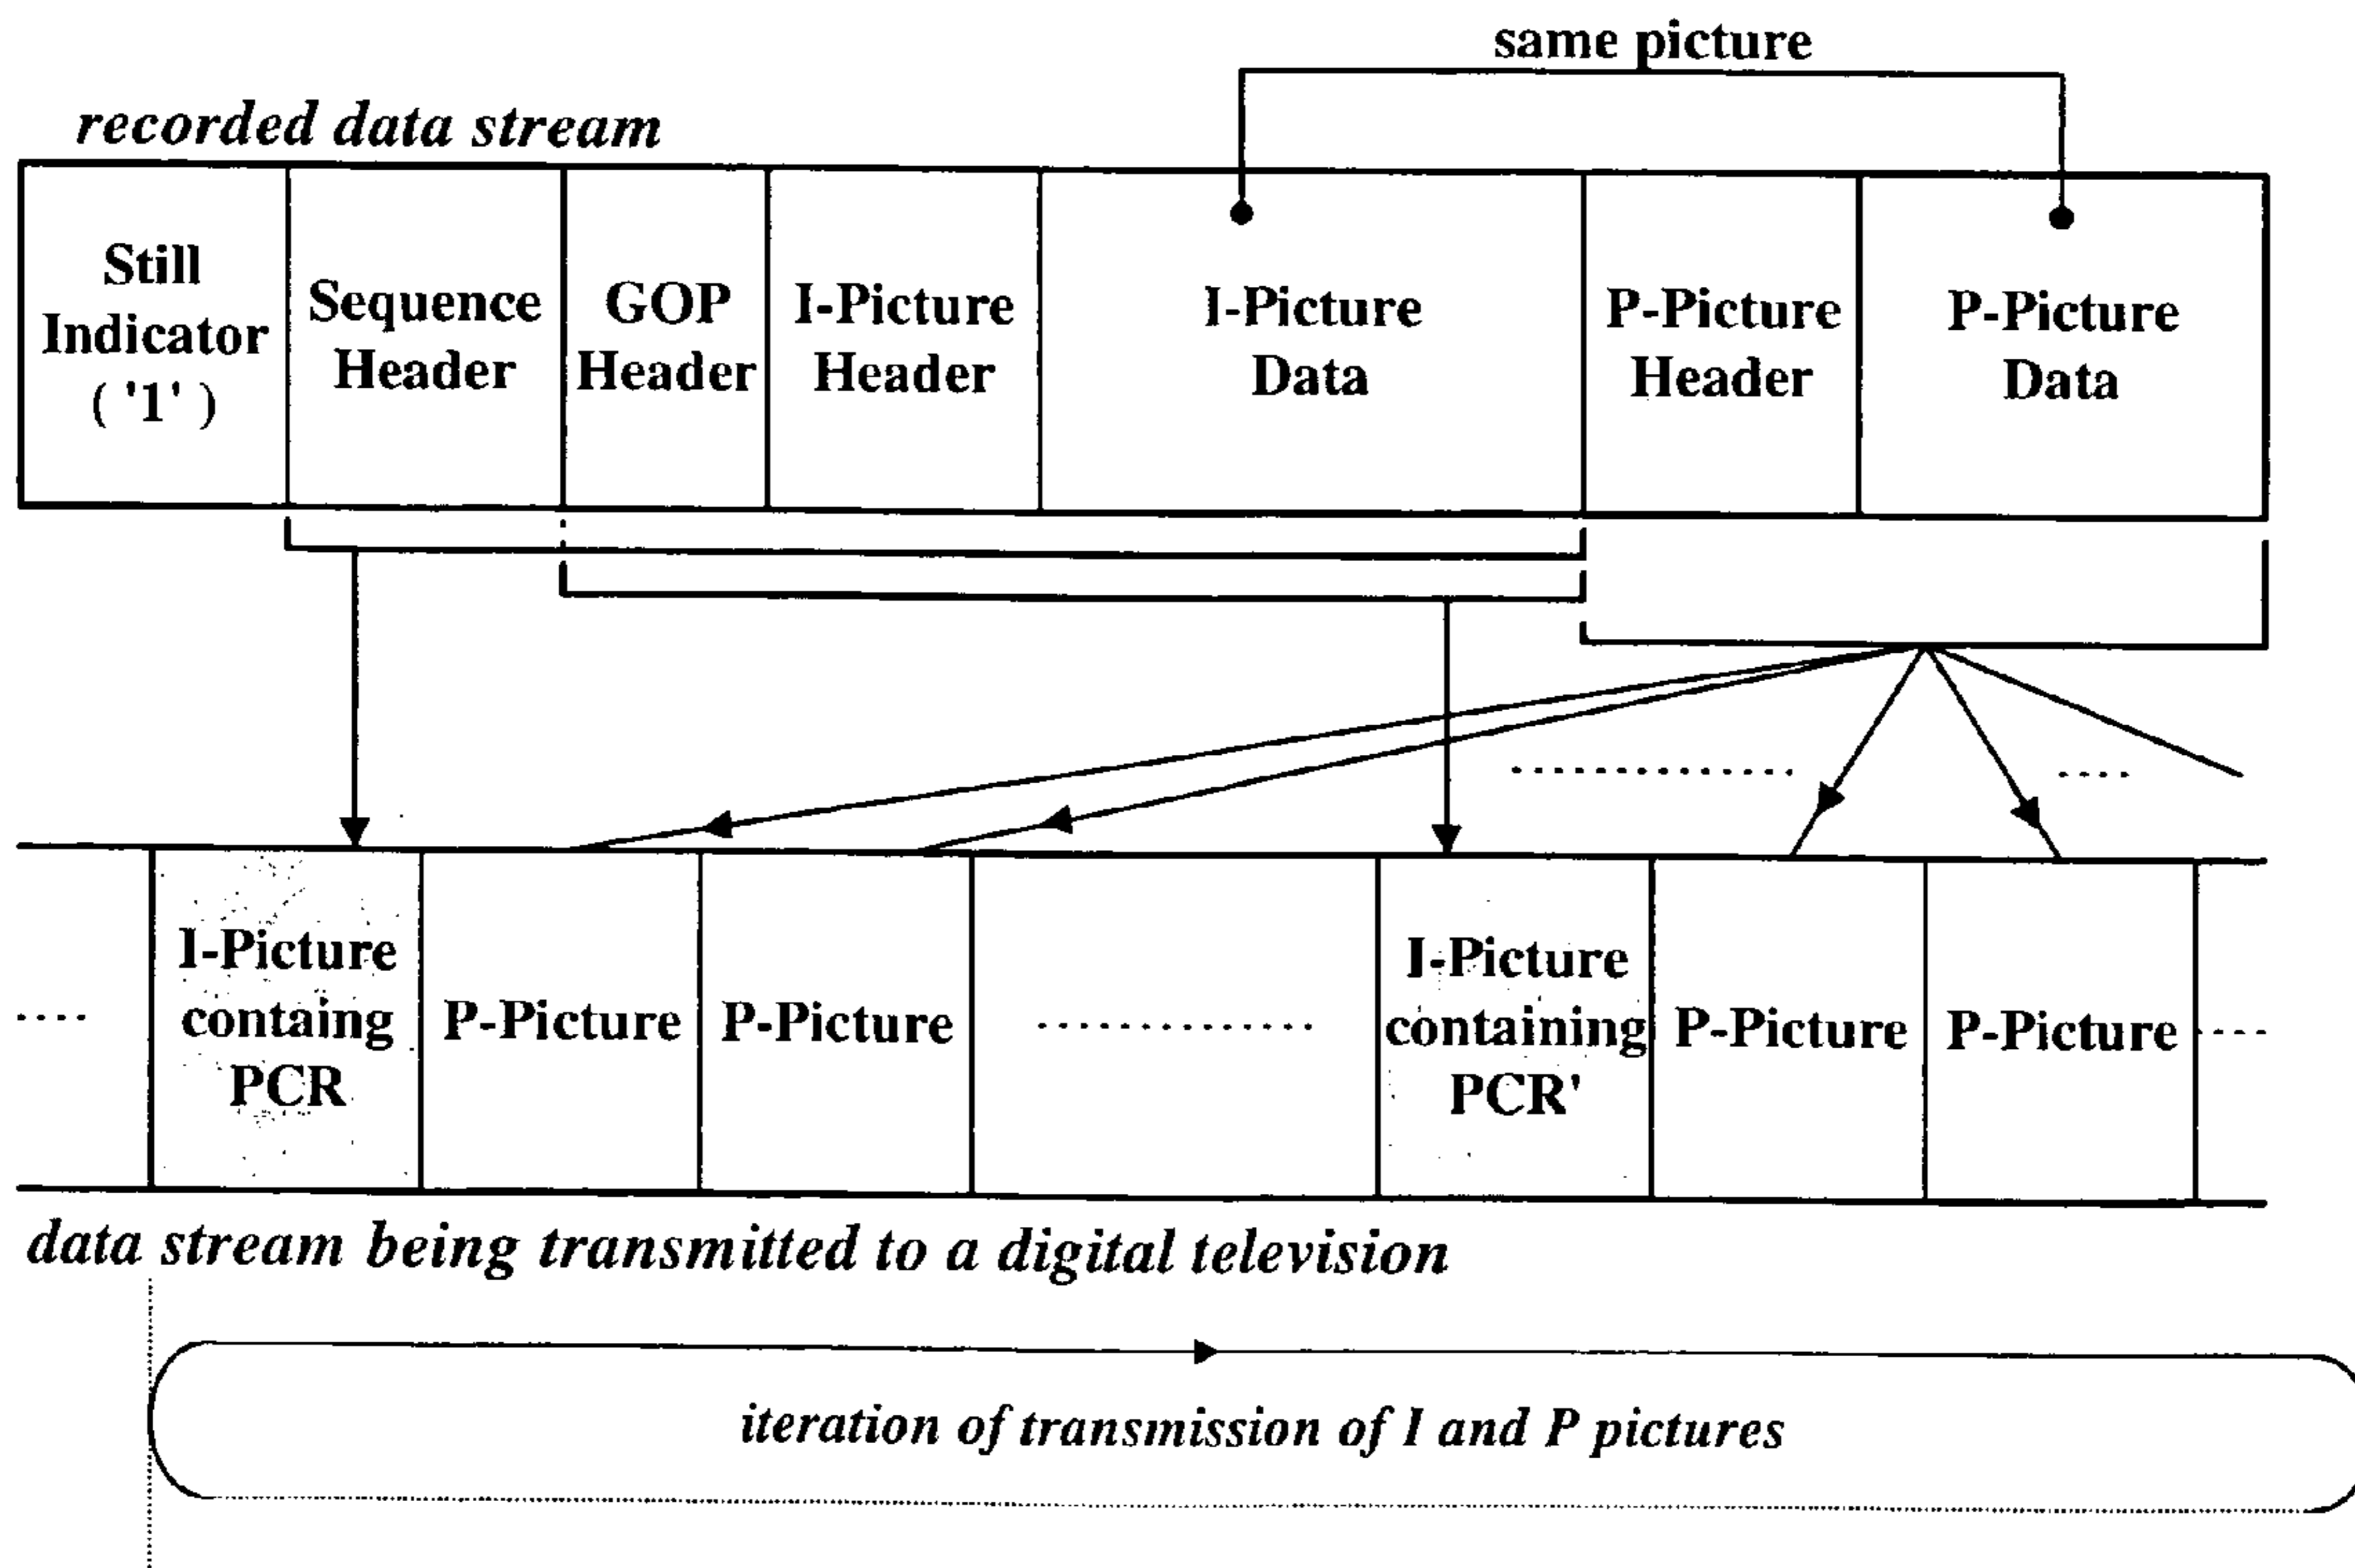 same picture
recorded data stream
Still
Indicator
( '1' )
Sequence
Header
GOP
Header
I-Picture
Header
I-Picture
Data
P-Picture
Header
P-Picture
Data
I-Picture
containg
PCR
P-Picture
P-Picture
I-Picture
containing
PCR'
P-Picture
P-Picture
data stream being transmitted to a digital television
iteration of transmission of I and P pictures